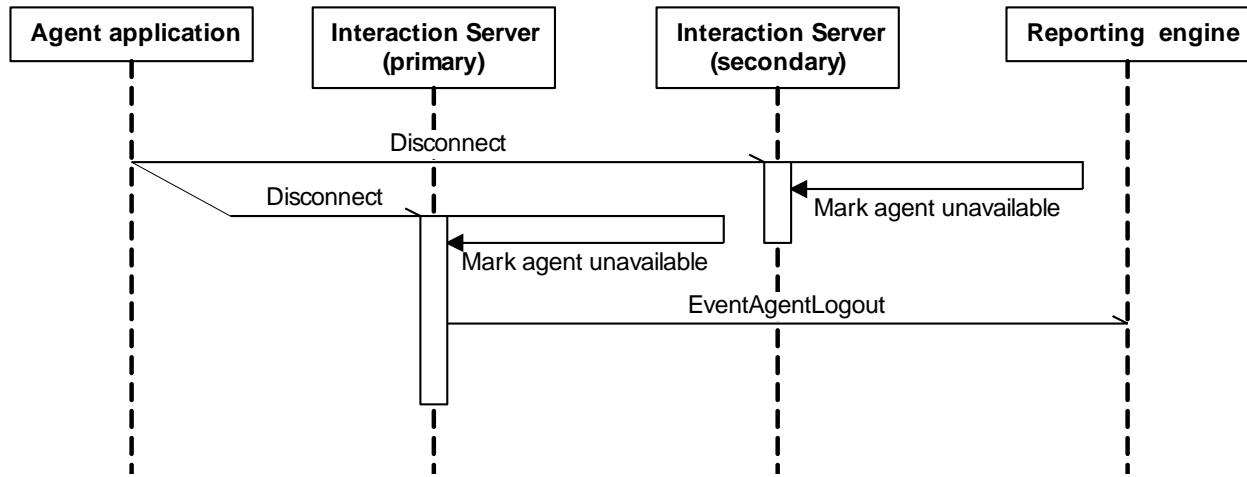 Agent application
Interaction Server
(primary)
Interaction Server
(secondary)
Reporting engine
Disconnect
Disconnect
Mark agent unavailable
Mark agent unavailable
EventAgentLogout